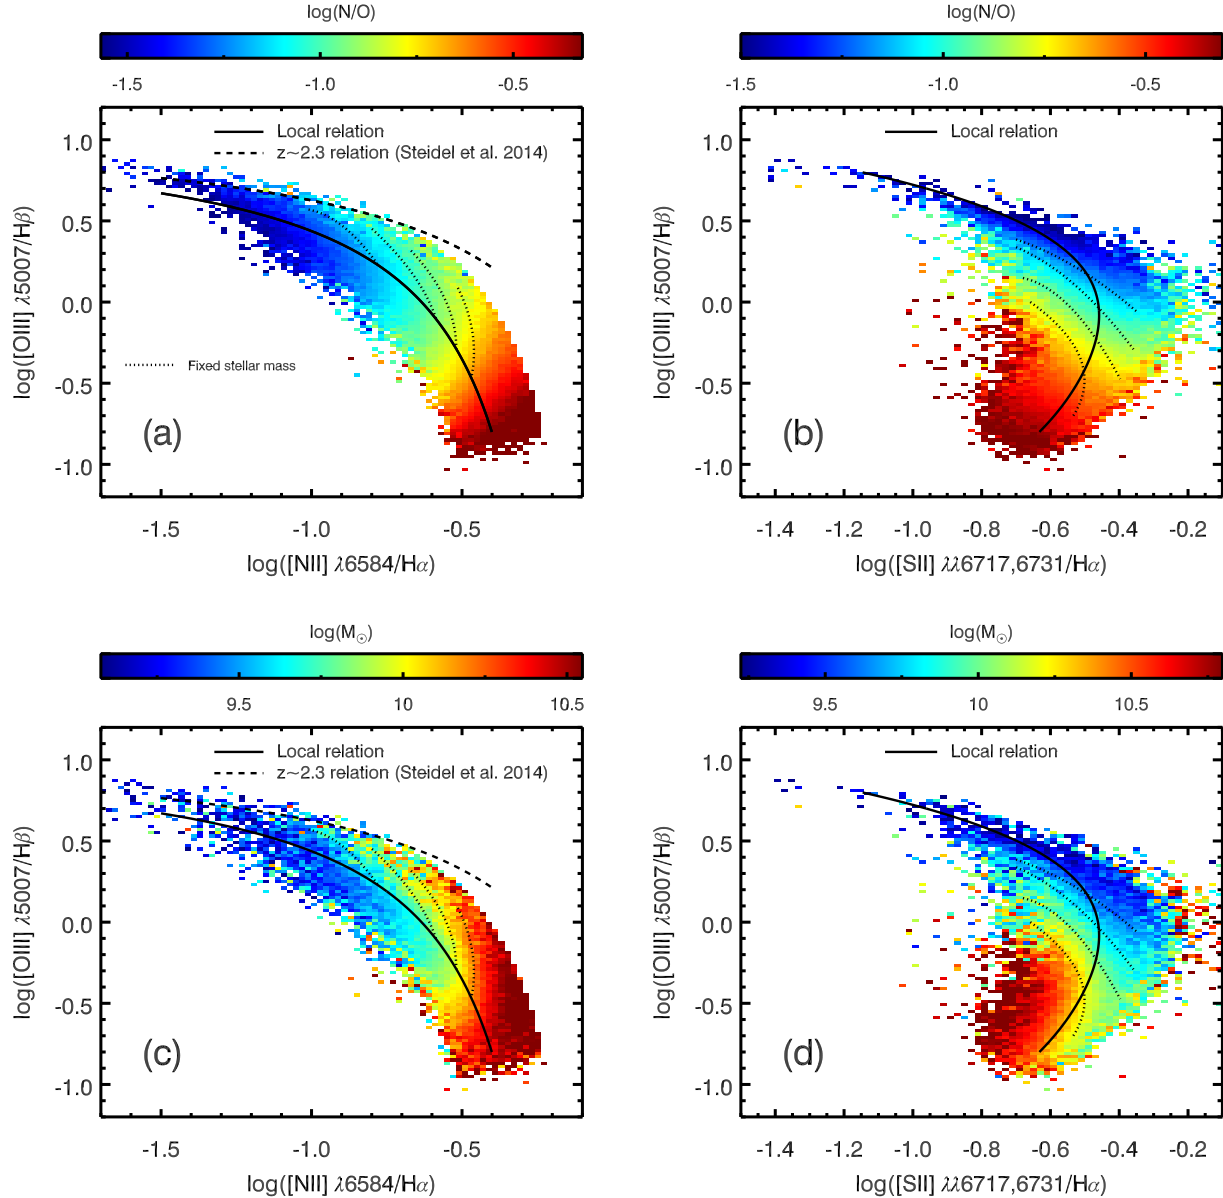 log(N/O)
-1.5 -1.0 -0.5
1.0
0.5
0.0
-0.5
-1.0
log([OIII] λ5007/Hβ)
Local relation
z~2.3 relation (Steidel et al. 2014)
Fixed stellar mass
(a)
-1.5 -1.0 -0.5
log([NII] λ6584/Hα)
log(N/O)
-1.5 -1.0 -0.5
1.0
0.5
0.0
-0.5
-1.0
log([OIII] λ5007/Hβ)
Local relation
(b)
-1.4 -1.2 -1.0 -0.8 -0.6 -0.4 -0.2
log([SII] λλ6717,6731/Hα)
log(M☉)
9.5 10 10.5
1.0
0.5
0.0
-0.5
-1.0
log([OIII] λ5007/Hβ)
Local relation
z~2.3 relation (Steidel et al. 2014)
(c)
-1.5 -1.0 -0.5
log([NII] λ6584/Hα)
log(M☉)
9.5 10 10.5
1.0
0.5
0.0
-0.5
-1.0
log([OIII] λ5007/Hβ)
Local relation
(d)
-1.4 -1.2 -1.0 -0.8 -0.6 -0.4 -0.2
log([SII] λλ6717,6731/Hα)